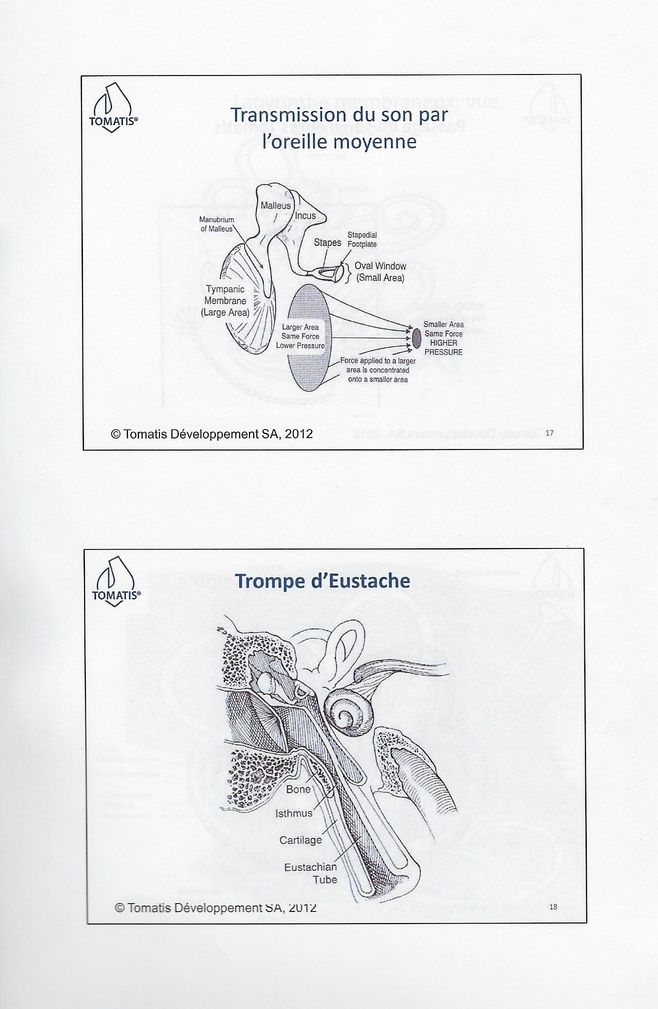 TOMATIS®
Transmission du son par
l'oreille moyenne
Malleus
Incus
Manubrium
of Malleus
Stapes
Stapedial
Footplate
Oval Window
(Small Area)
Tympanic
Membrane
(Large Area)
Larger Area
Same Force
Lower Pressure
Smaller Area
Same Force
HIGHER
PRESSURE
Force applied to a larger
area is concentrated
onto a smaller area
© Tomatis Développement SA, 2012
17
TOMATIS®
Trompe d'Eustache
Bone
Isthmus
Cartilage
Eustachian
Tube
© Tomatis Développement SA, 2012
18